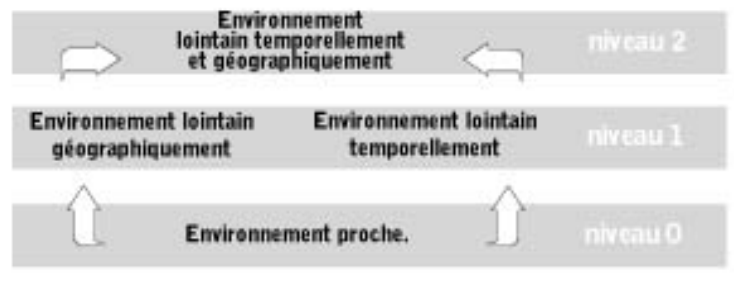 Environnement
lointain temporellement
et géographiquement
niveau 2
Environnement lointain
géographiquement
Environnement lointain
temporellement
niveau 1
Environnement proche.
niveau 0